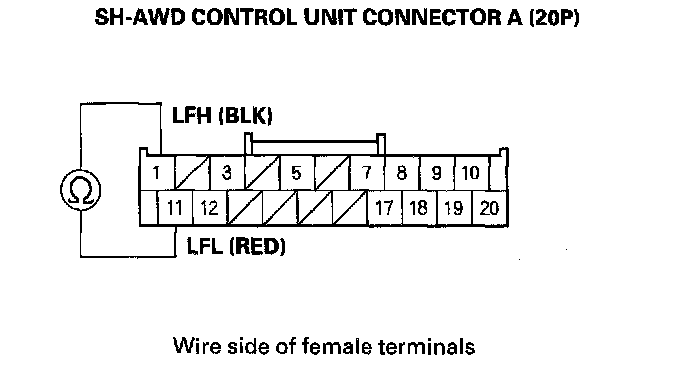 SH-AWD CONTROL UNIT CONNECTOR A (20P)
LFH (BLK)
1 3 5 7 8 9 10
Ω
11 12 17 18 19 20
LFL (RED)
Wire side of female terminals